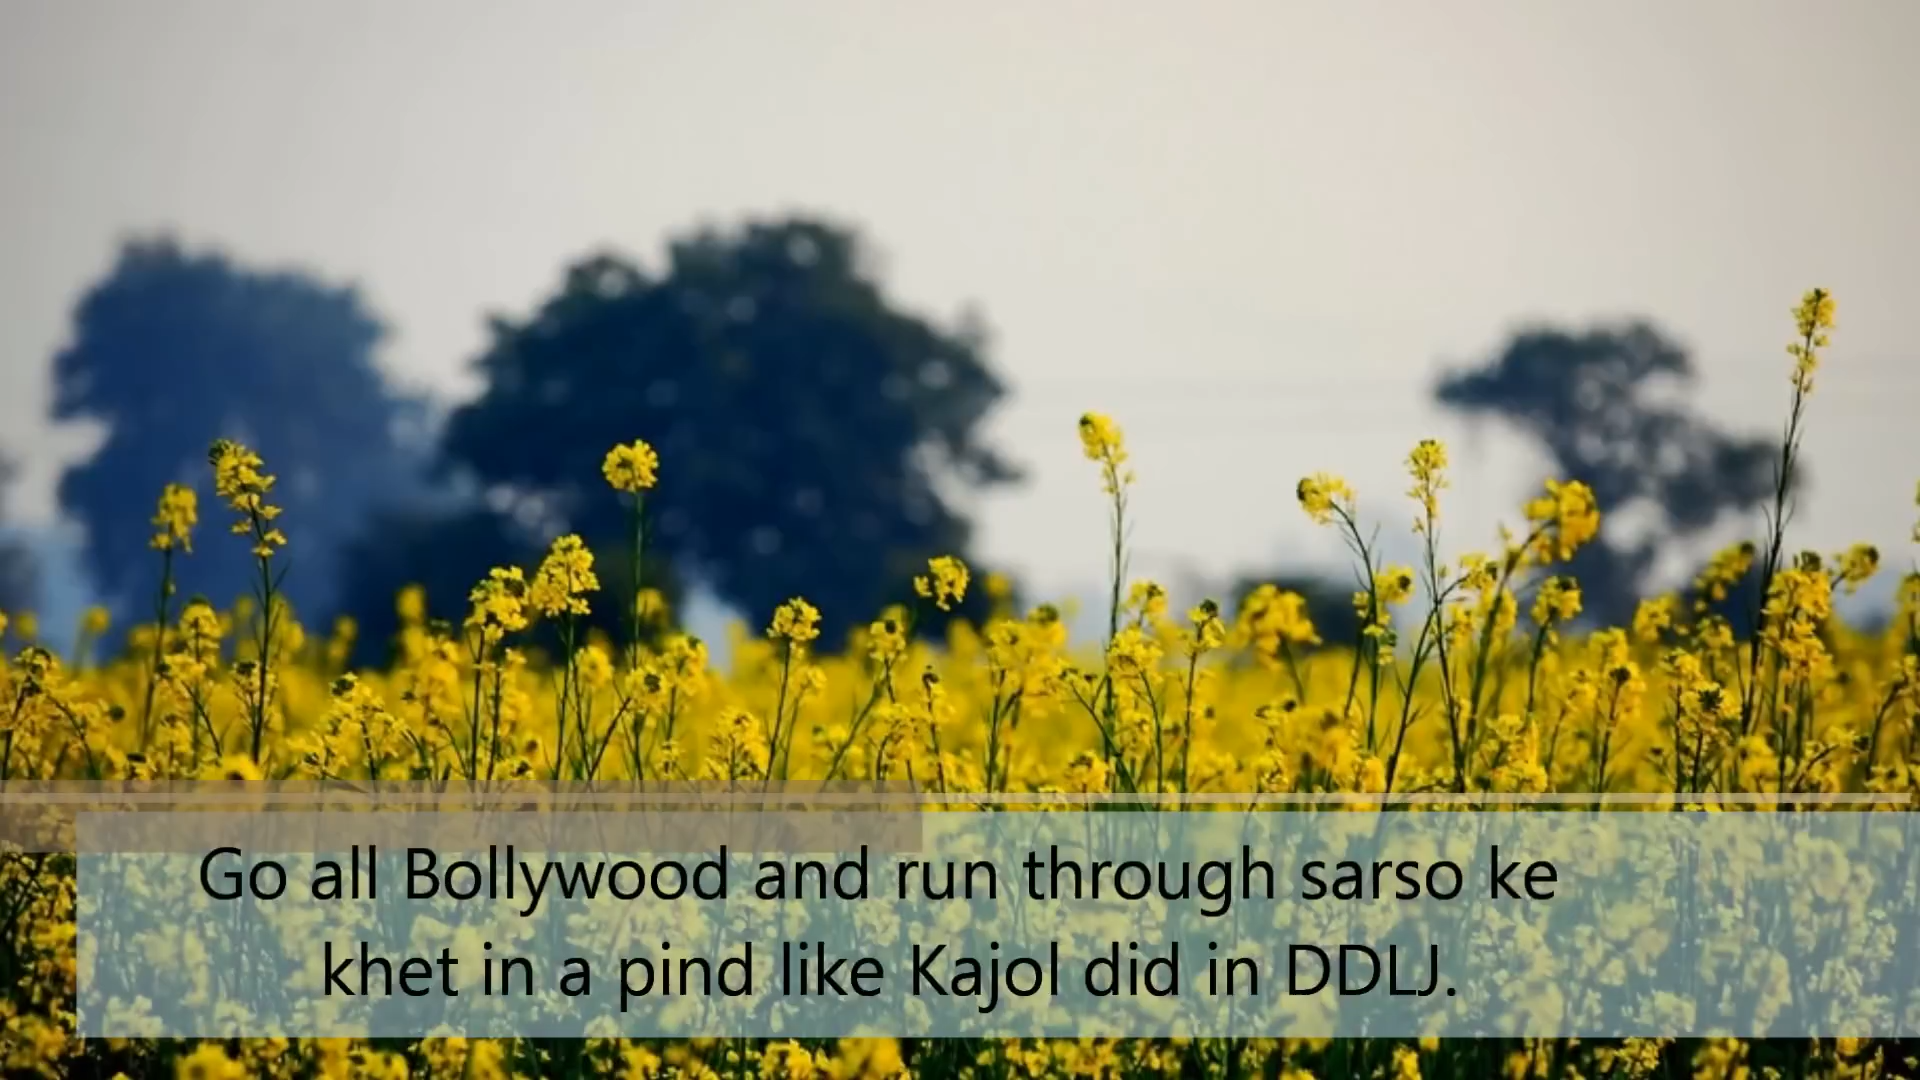 Go all Bollywood and run through sarso ke
khet in a pind like Kajol did in DDLJ.